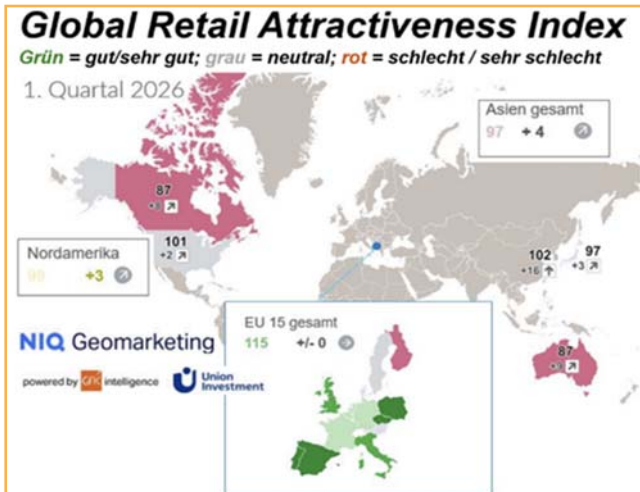 Global Retail Attractiveness Index
Grün = gut/sehr gut; grau = neutral; rot = schlecht / sehr schlecht
1. Quartal 2026
Asien gesamt
97 + 4
87
101
+2
Nordamerika
99 +3
102
+16
97
+3
EU 15 gesamt
115 +/- 0
87
NIQ Geomarketing
powered by GfK intelligence
Union
Investment